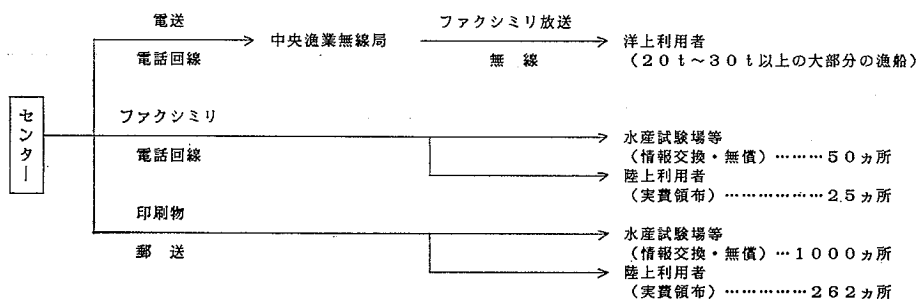 電送
ファクシミリ放送
中央漁業無線局
洋上利用者
電話回線
無線
（２０ｔ～３０ｔ以上の大部分の漁船）
センター
ファクシミリ
水産試験場等
電話回線
（情報交換・無償）………５０ヵ所
陸上利用者
（実費領布）……………２５ヵ所
印刷物
水産試験場等
郵送
（情報交換・無償）…１０００ヵ所
陸上利用者
（実費領布）……………２６２ヵ所